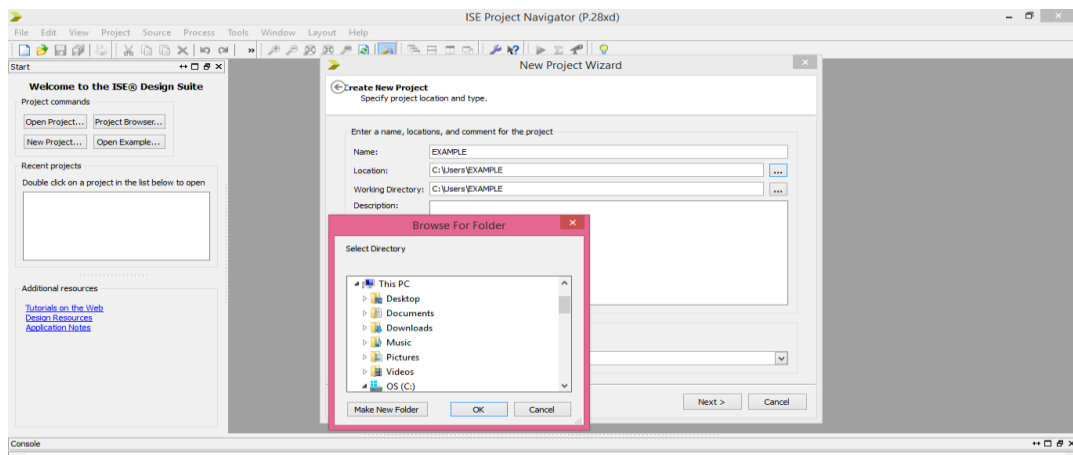 ISE Project Navigator (P.28xd)
File Edit View Project Source Process Tools Window Layout Help
Start
Welcome to the ISE® Design Suite
Project commands
Open Project... Project Browser...
New Project... Open Example...
Recent projects
Double click on a project in the list below to open
Additional resources
Tutorials on the Web
Design Resources
Application Notes
New Project Wizard
Create New Project
Specify project location and type.
Enter a name, locations, and comment for the project
Name: EXAMPLE
Location: C:\Users\EXAMPLE ...
Working Directory: C:\Users\EXAMPLE ...
Description:
Browse For Folder
Select Directory
This PC
Desktop
Documents
Downloads
Music
Pictures
Videos
OS (C:)
Make New Folder OK Cancel
Next > Cancel
Console